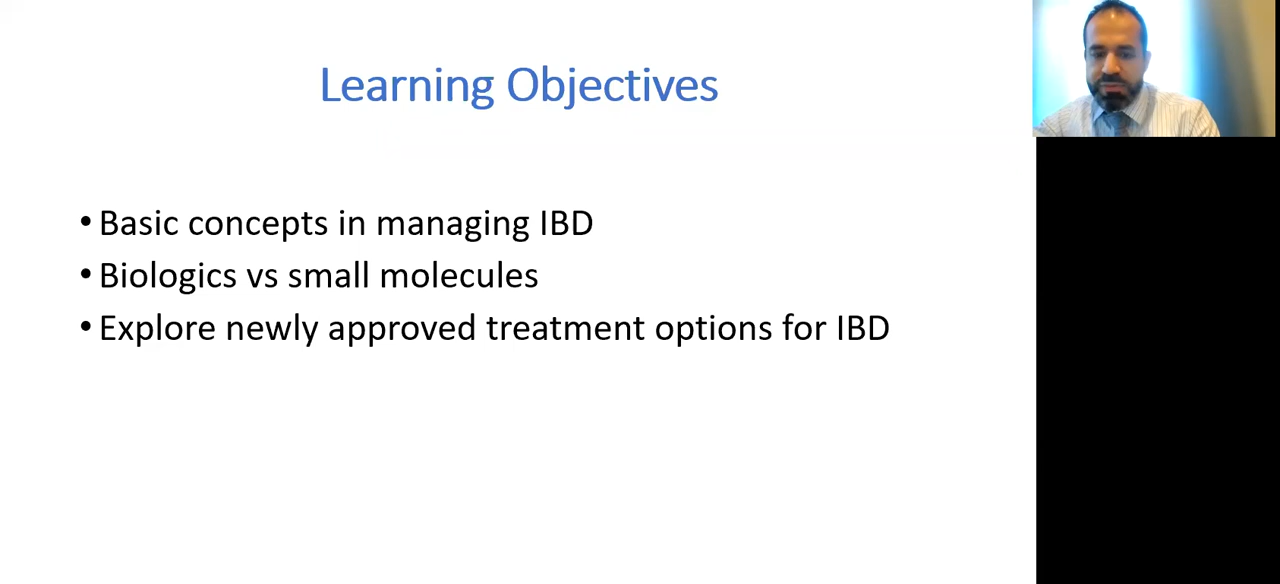 Learning Objectives
• Basic concepts in managing IBD
• Biologics vs small molecules
• Explore newly approved treatment options for IBD